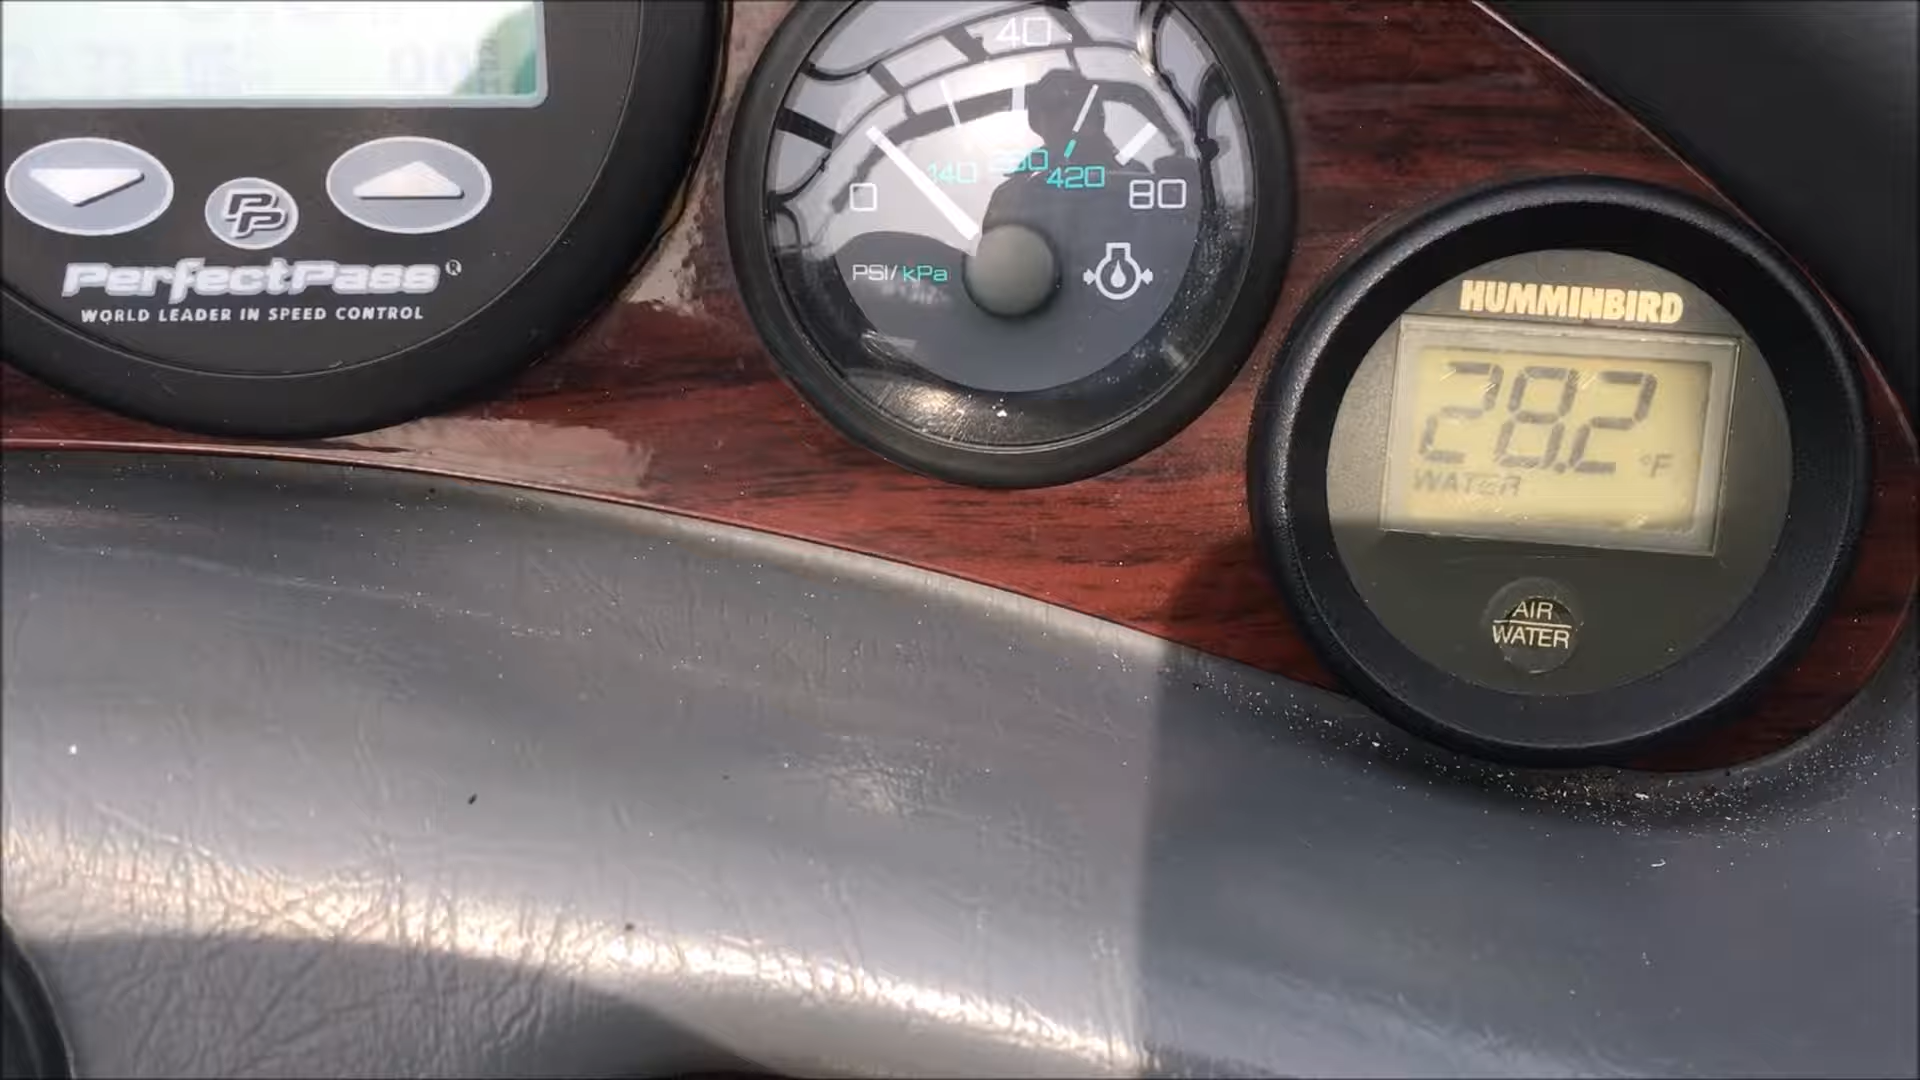 PP
PerfectPass®
WORLD LEADER IN SPEED CONTROL
40
140
420
0
80
PSI/kPa
HUMMINBIRD
28.2
°F
WATER
AIR
WATER